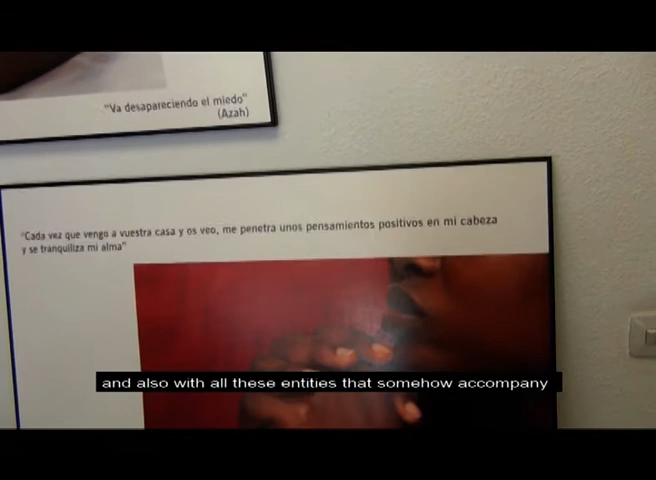 "Va desapareciendo el miedo"
(Azah)
"Cada vez que vengo a vuestra casa y os veo, me penetra unos pensamientos positivos en mi cabeza
y se tranquiliza mi alma"
and also with all these entities that somehow accompany